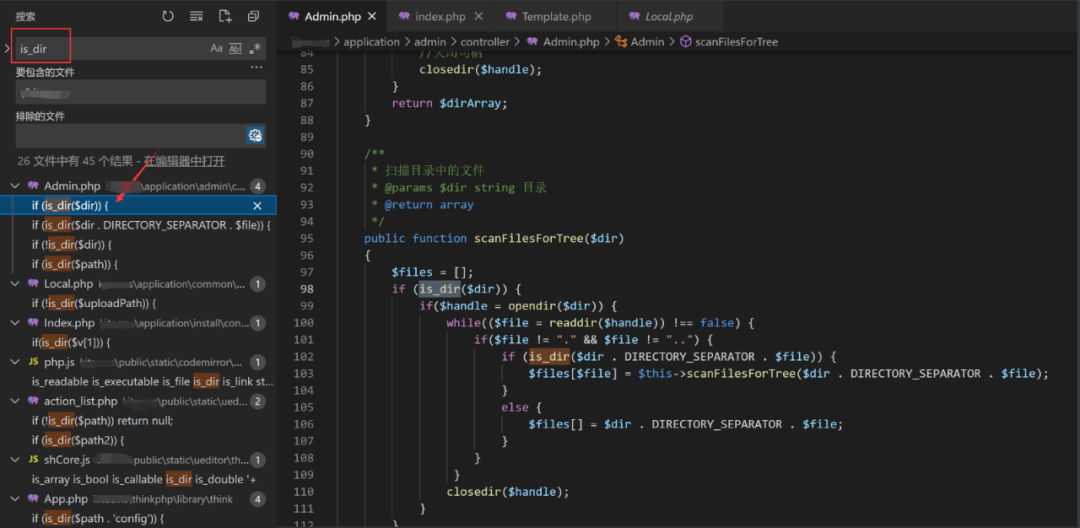 搜索
is_dir
Aa Ab .*
要包含的文件
...
排除的文件
26 文件中有 45 个结果 - 在编辑器中打开
Admin.php \application\admin\c... 4
if (is_dir($dir)) {
if (is_dir($dir . DIRECTORY_SEPARATOR . $file)) {
if (!is_dir($dir)) {
if (is_dir($path)) {
Local.php \application\common\... 1
if (!is_dir($uploadPath)) {
Index.php \application\install\con... 1
if(is_dir($v[1])) {
JS php.js \public\static\codemirror\... 1
is_readable is_executable is_file is_dir is_link st...
action_list.php \public\static\ued... 2
if (!is_dir($path)) return null;
if (is_dir($path2)) {
JS shCore.js public\static\ueditor\th... 1
is_array is_bool is_callable is_dir is_double '+
App.php \thinkphp\library\think 4
if (is_dir($path . 'config')) {
Admin.php index.php Template.php Local.php
> application > admin > controller > Admin.php > Admin > scanFilesForTree
84 //关闭句柄
85 closedir($handle);
86 }
87 return $dirArray;
88 }
89
90 /**
91 * 扫描目录中的文件
92 * @params $dir string 目录
93 * @return array
94 */
95 public function scanFilesForTree($dir)
96 {
97 $files = [];
98 if (is_dir($dir)) {
99 if($handle = opendir($dir)) {
100 while(($file = readdir($handle)) !== false) {
101 if($file != "." && $file != "..") {
102 if (is_dir($dir . DIRECTORY_SEPARATOR . $file)) {
103 $files[$file] = $this->scanFilesForTree($dir . DIRECTORY_SEPARATOR . $file);
104 }
105 else {
106 $files[] = $dir . DIRECTORY_SEPARATOR . $file;
107 }
108 }
109 }
110 closedir($handle);
111 }
112 }